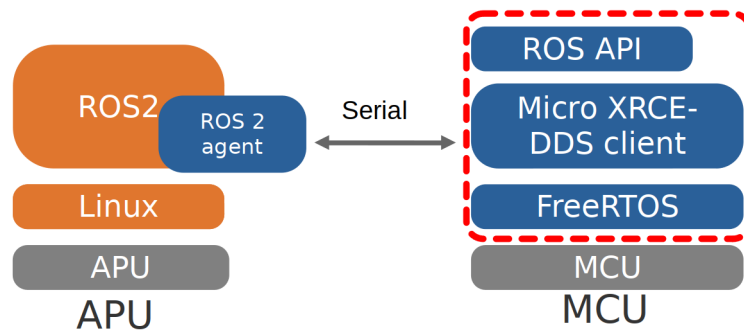 ROS2
ROS 2
agent
Linux
APU
APU
Serial
ROS API
Micro XRCE-
DDS client
FreeRTOS
MCU
MCU